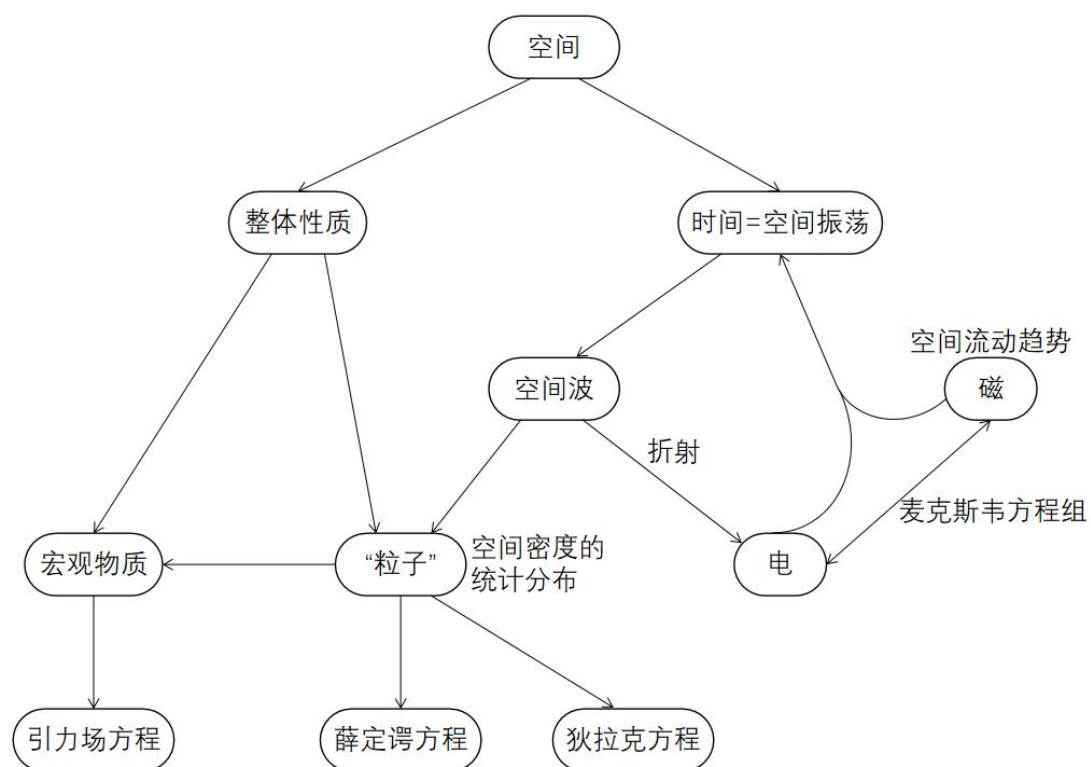 空间
整体性质
时间=空间振荡
空间流动趋势
空间波
磁
折射
麦克斯韦方程组
宏观物质
“粒子”
空间密度的
统计分布
电
引力场方程
薛定谔方程
狄拉克方程